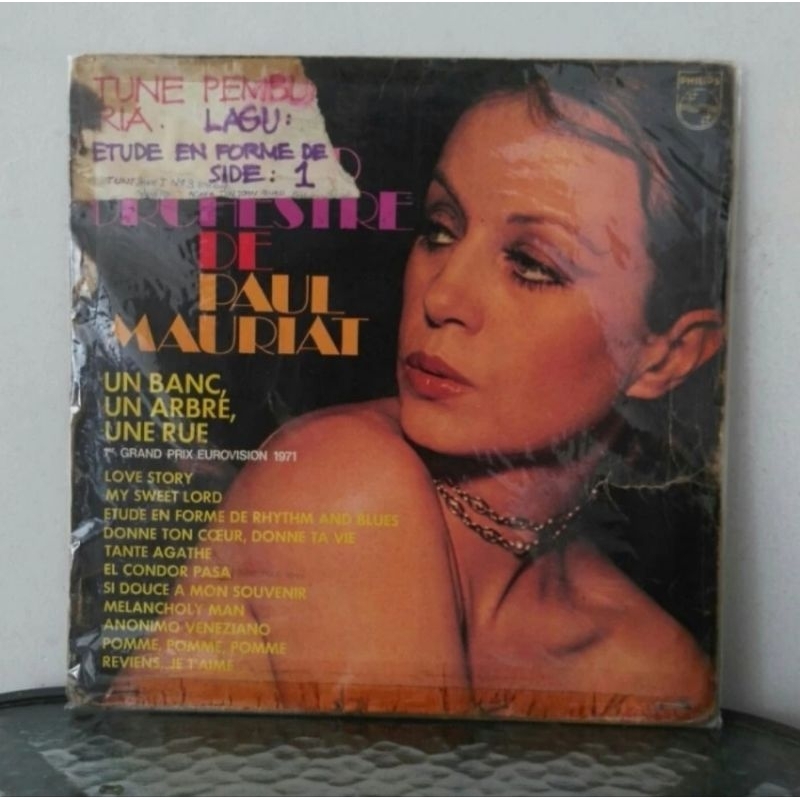 PHILIPS
TUNE PEMBU
RIA. LAGU:
ETUDE EN FORME DE
SIDE: 1
ORCHESTRE
DE
PAUL
MAURIAT
UN BANC,
UN ARBRE,
UNE RUE
1er GRAND PRIX EUROVISION 1971
LOVE STORY
MY SWEET LORD
ETUDE EN FORME DE RHYTHM AND BLUES
DONNE TON CŒUR, DONNE TA VIE
TANTE AGATHE
EL CONDOR PASA
SI DOUCE A MON SOUVENIR
MELANCHOLY MAN
ANONIMO VENEZIANO
POMME, POMME, POMME
REVIENS, JE T'AIME